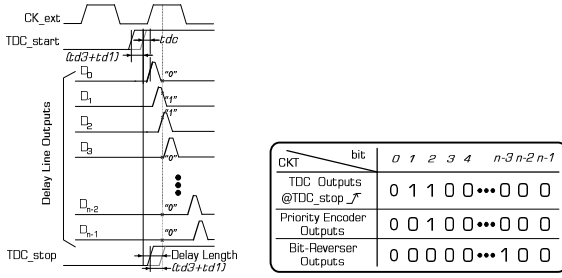 CK_ext
TDC_start
tdc
(td3+td1)
Delay Line Outputs
D0 "0"
D1 "1"
D2 "1"
D3 "0"
Dn-2 "0"
Dn-1 "0"
TDC_stop
Delay Length
-(td3+td1)
CKT bit 0 1 2 3 4 n-3 n-2 n-1
TDC Outputs
@TDC_stop
0 1 1 0 0 ••• 0 0 0
Priority Encoder
Outputs
0 0 1 0 0 ••• 0 0 0
Bit-Reverser
Outputs
0 0 0 0 0 ••• 1 0 0